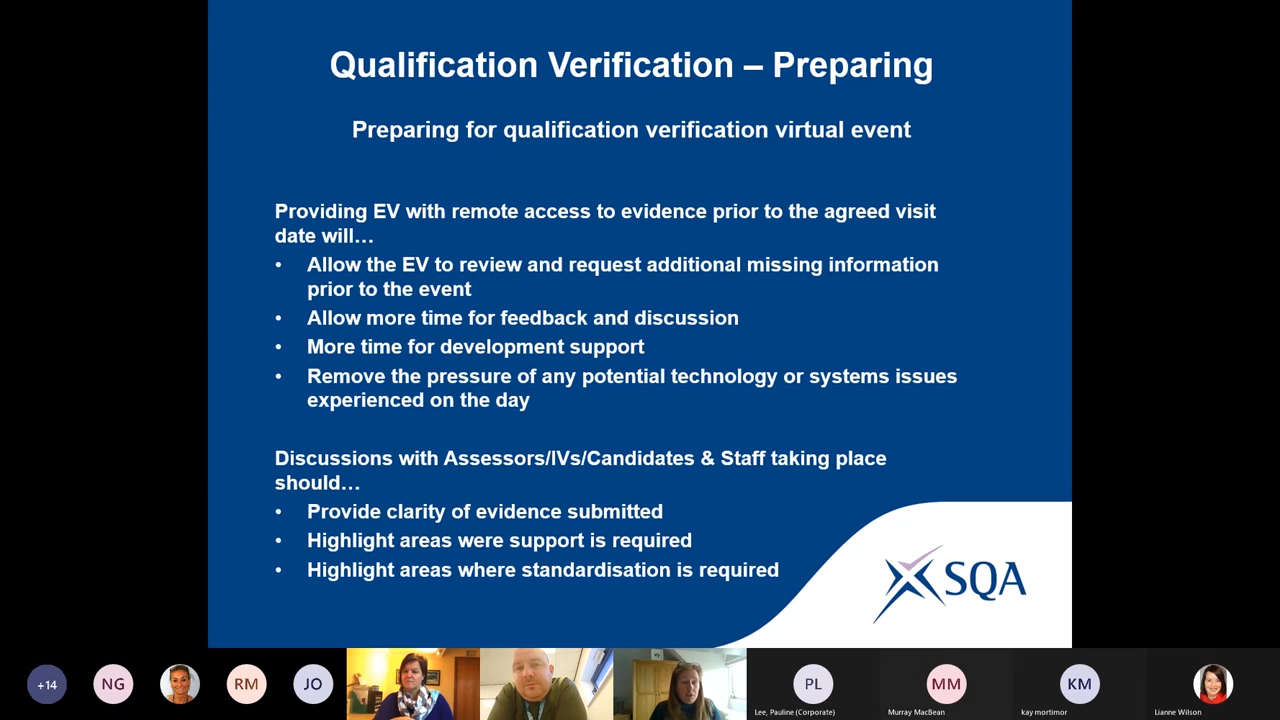 Qualification Verification – Preparing
Preparing for qualification verification virtual event
Providing EV with remote access to evidence prior to the agreed visit
date will…
• Allow the EV to review and request additional missing information
prior to the event
• Allow more time for feedback and discussion
• More time for development support
• Remove the pressure of any potential technology or systems issues
experienced on the day
Discussions with Assessors/IVs/Candidates & Staff taking place
should…
• Provide clarity of evidence submitted
• Highlight areas were support is required
• Highlight areas where standardisation is required
SQA
+14
NG
RM
JO
PL
MM
KM
Lee, Pauline (Corporate)
Murray MacBean
kay mortimor
Lianne Wilson